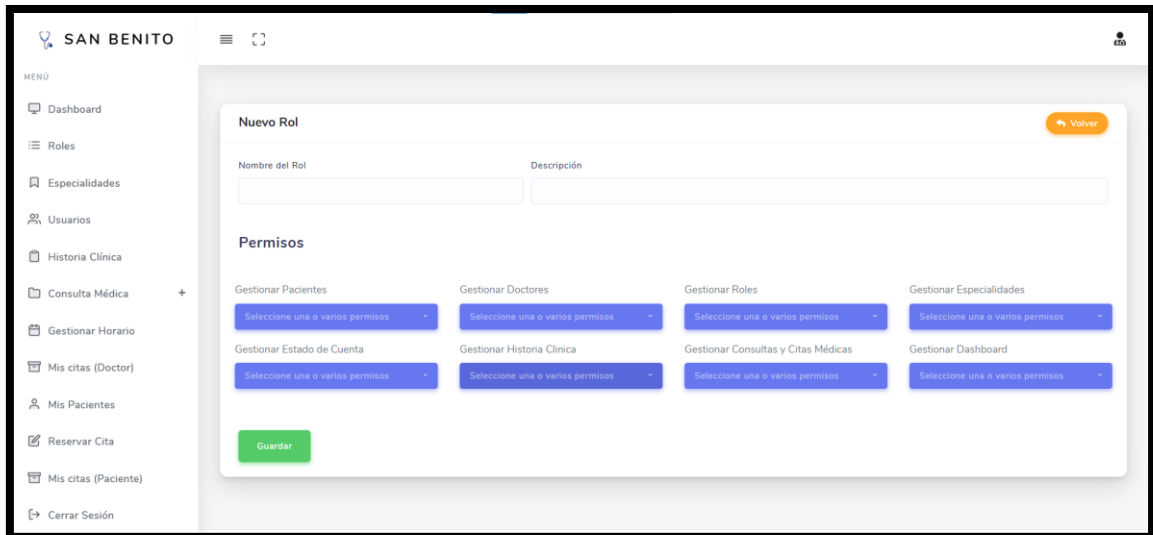 SAN BENITO
MENÚ
Dashboard
Roles
Especialidades
Usuarios
Historia Clínica
Consulta Médica +
Gestionar Horario
Mis citas (Doctor)
Mis Pacientes
Reservar Cita
Mis citas (Paciente)
Cerrar Sesión
Nuevo Rol
Volver
Nombre del Rol Descripción
Permisos
Gestionar Pacientes Gestionar Doctores Gestionar Roles Gestionar Especialidades
Seleccione una o varios permisos Seleccione una o varios permisos Seleccione una o varios permisos Seleccione una o varios permisos
Gestionar Estado de Cuenta Gestionar Historia Clinica Gestionar Consultas y Citas Médicas Gestionar Dashboard
Seleccione una o varios permisos Seleccione una o varios permisos Seleccione una o varios permisos Seleccione una o varios permisos
Guardar